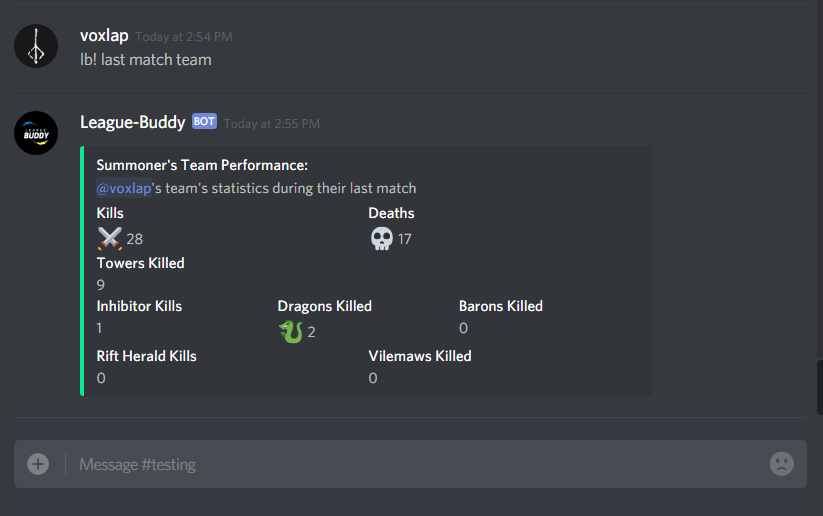 voxlap Today at 2:54 PM
lb! last match team
League-Buddy BOT Today at 2:55 PM
LEAGUE
BUDDY
Summoner's Team Performance:
@voxlap's team's statistics during their last match
Kills Deaths
28 17
Towers Killed
9
Inhibitor Kills Dragons Killed Barons Killed
1 2 0
Rift Herald Kills Vilemaws Killed
0 0
Message #testing